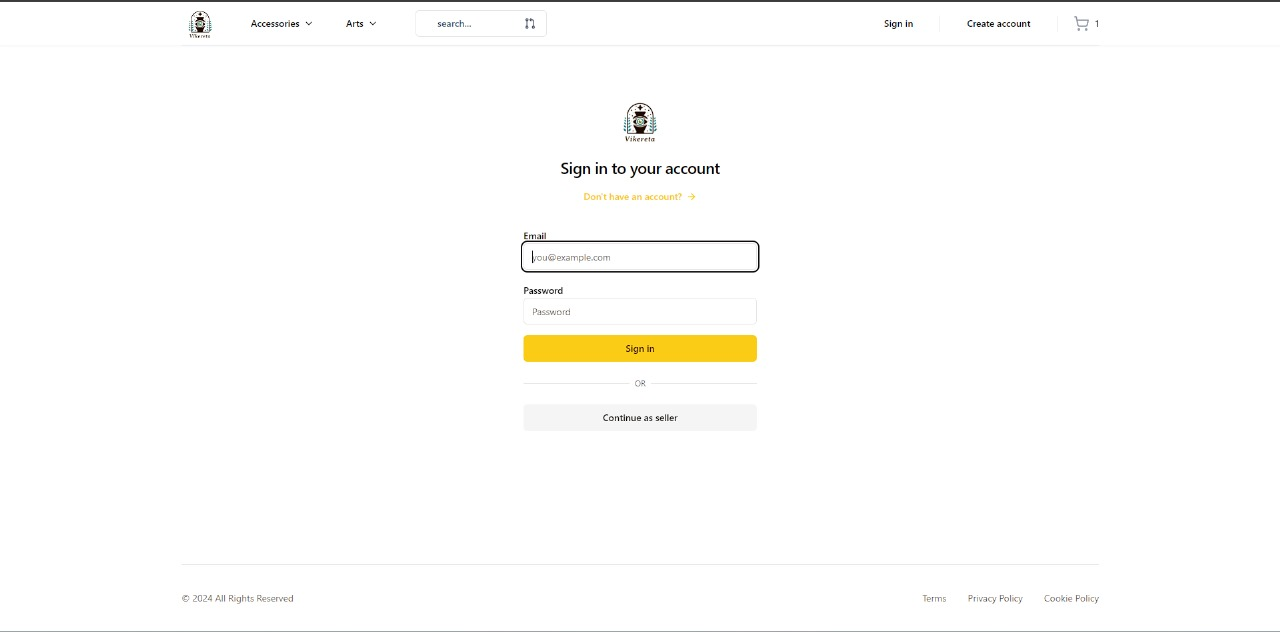 Vikereta
Accessories Arts search... Sign in Create account 1
Vikereta
Sign in to your account
Don't have an account? →
Email
you@example.com
Password
Password
Sign in
OR
Continue as seller
© 2024 All Rights Reserved Terms Privacy Policy Cookie Policy